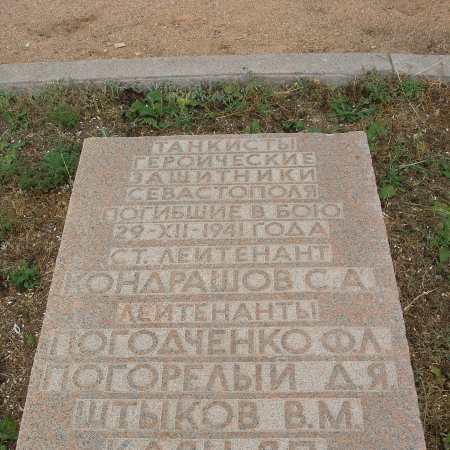 ТАНКИСТЫ
ГЕРОИЧЕСКИЕ
ЗАЩИТНИКИ
СЕВАСТОПОЛЯ
ПОГИБШИЕ В БОЮ
29-XII-1941 ГОДА
СТ. ЛЕЙТЕНАНТ
КОНДРАШОВ С.А.
ЛЕЙТЕНАНТЫ
ПОГОДЧЕНКО Ф.Л.
ПОГОРЕЛЫЙ Д.Я.
ШТЫКОВ В.М.